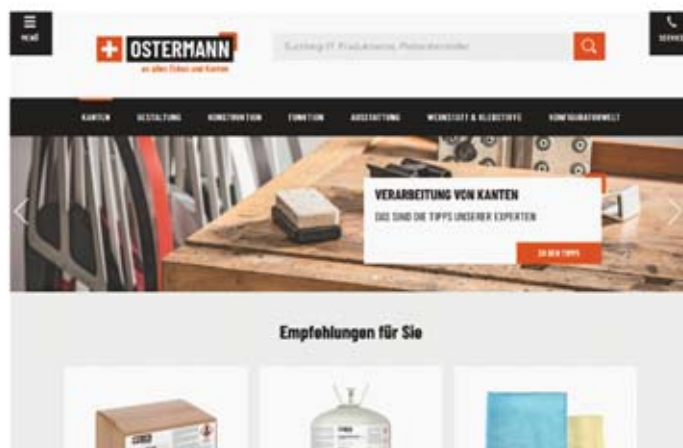 MENÜ
SERVICE
OSTERMANN
an allen Ecken und Kanten
KANTEN GESTALTUNG KONSTRUKTION FUNKTION AUSSTATTUNG WERKSTATT & KLEBSTOFFE KONFIGURATORWELT
VERARBEITUNG VON KANTEN
DAS SIND DIE TIPPS UNSERER EXPERTEN
ZU DEN TIPPS
Empfehlungen für Sie